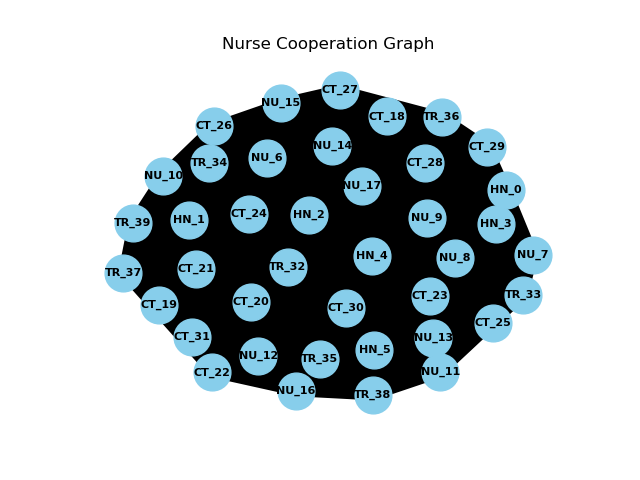 Nurse Cooperation Graph
CT_27
NU_15
CT_18
TR_36
CT_26
NU_14
CT_29
NU_6
TR_34
CT_28
NU_10
NU_17
HN_0
CT_24
HN_2
NU_9
HN_1
TR_39
HN_3
HN_4
NU_7
NU_8
TR_32
CT_21
TR_37
CT_23
TR_33
CT_20
CT_19
CT_30
CT_25
CT_31
NU_13
HN_5
NU_12
TR_35
CT_22
NU_11
NU_16
TR_38